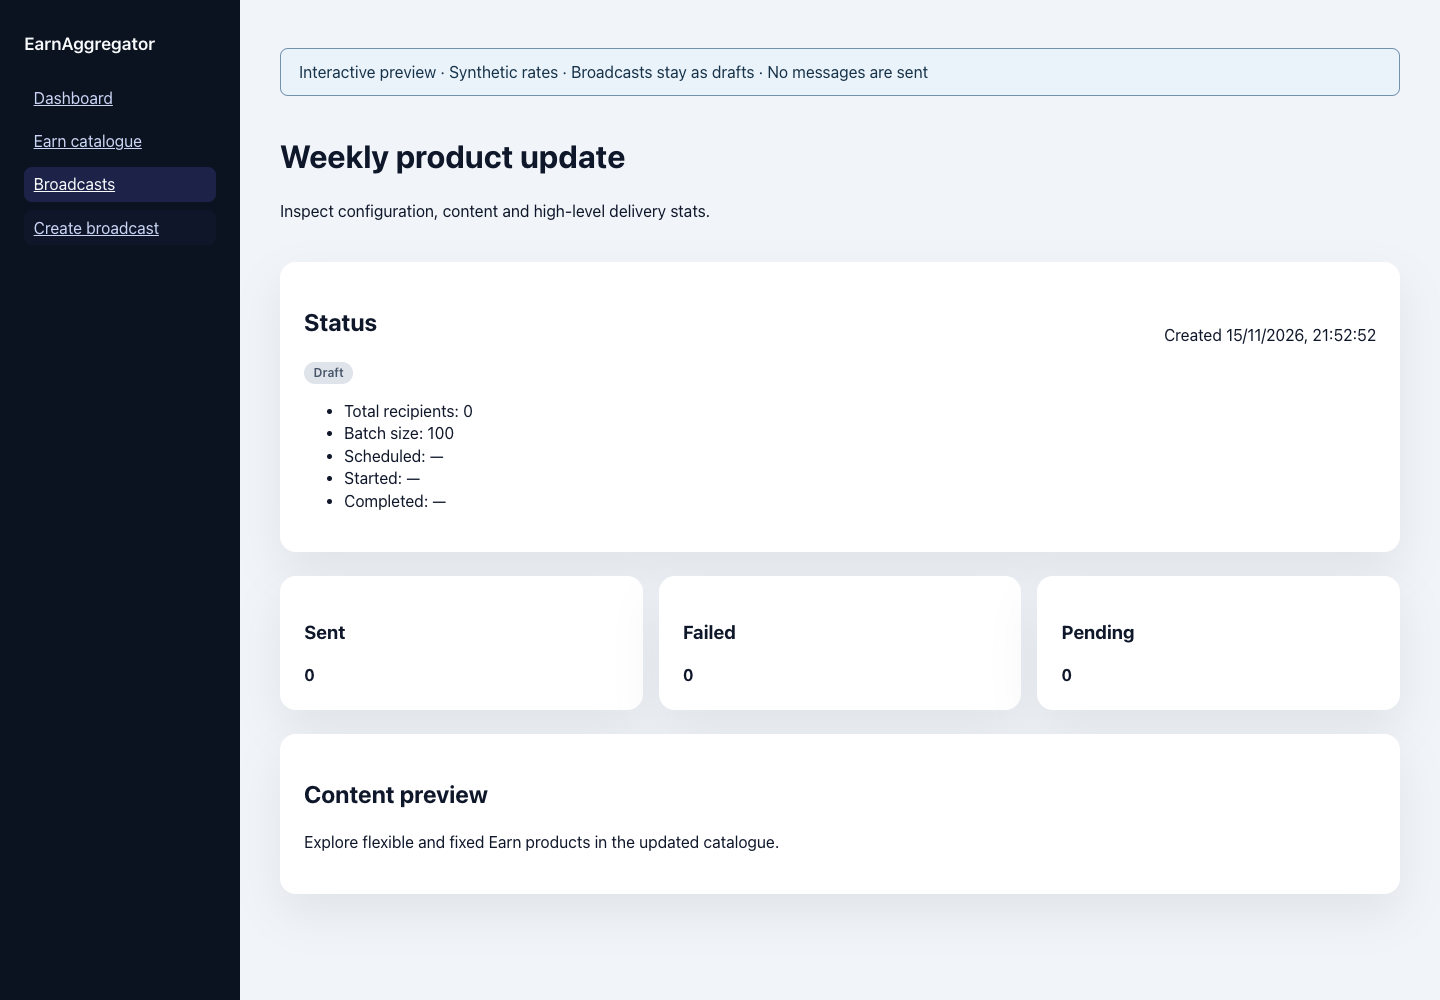 EarnAggregator
Dashboard
Earn catalogue
Broadcasts
Create broadcast
Interactive preview · Synthetic rates · Broadcasts stay as drafts · No messages are sent
Weekly product update
Inspect configuration, content and high-level delivery stats.
Status
Created 15/11/2026, 21:52:52
Draft
• Total recipients: 0
• Batch size: 100
• Scheduled: —
• Started: —
• Completed: —
Sent
0
Failed
0
Pending
0
Content preview
Explore flexible and fixed Earn products in the updated catalogue.